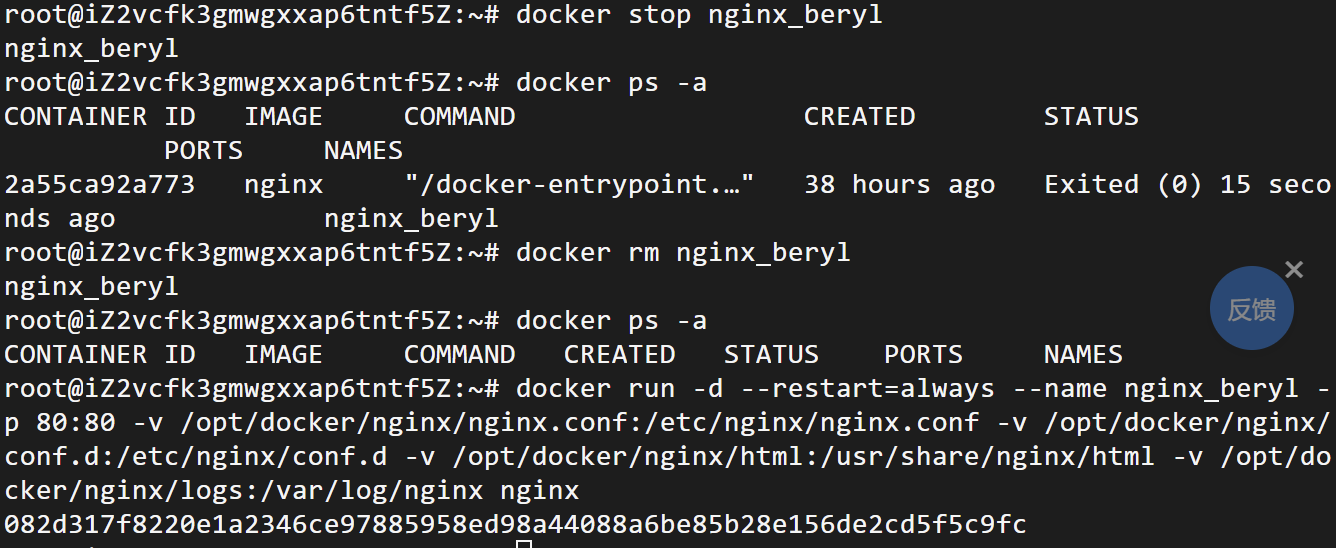 root@iZ2vcfk3gmwgxxap6tntf5Z:~# docker stop nginx_beryl
nginx_beryl
root@iZ2vcfk3gmwgxxap6tntf5Z:~# docker ps -a
CONTAINER ID   IMAGE     COMMAND                  CREATED        STATUS
          PORTS     NAMES
2a55ca92a773   nginx     "/docker-entrypoint.…"   38 hours ago   Exited (0) 15 seco
nds ago             nginx_beryl
root@iZ2vcfk3gmwgxxap6tntf5Z:~# docker rm nginx_beryl
nginx_beryl
反馈
root@iZ2vcfk3gmwgxxap6tntf5Z:~# docker ps -a
CONTAINER ID   IMAGE     COMMAND   CREATED   STATUS    PORTS     NAMES
root@iZ2vcfk3gmwgxxap6tntf5Z:~# docker run -d --restart=always --name nginx_beryl -
p 80:80 -v /opt/docker/nginx/nginx.conf:/etc/nginx/nginx.conf -v /opt/docker/nginx/
conf.d:/etc/nginx/conf.d -v /opt/docker/nginx/html:/usr/share/nginx/html -v /opt/do
cker/nginx/logs:/var/log/nginx nginx
082d317f8220e1a2346ce97885958ed98a44088a6be85b28e156de2cd5f5c9fc